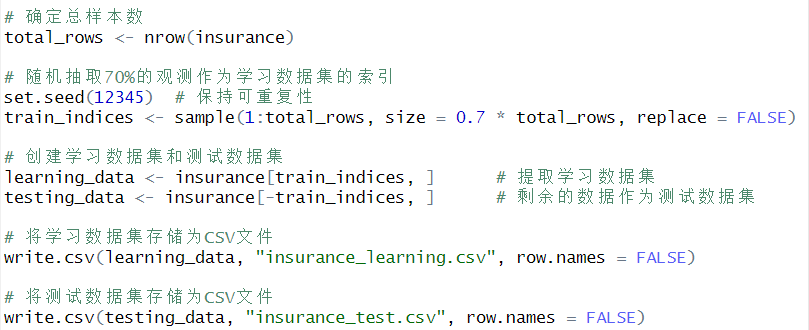 # 确定总样本数
total_rows <- nrow(insurance)
# 随机抽取70%的观测作为学习数据集的索引
set.seed(12345)  # 保持可重复性
train_indices <- sample(1:total_rows, size = 0.7 * total_rows, replace = FALSE)
# 创建学习数据集和测试数据集
learning_data <- insurance[train_indices, ]      # 提取学习数据集
testing_data <- insurance[-train_indices, ]      # 剩余的数据作为测试数据集
# 将学习数据集存储为CSV文件
write.csv(learning_data, "insurance_learning.csv", row.names = FALSE)
# 将测试数据集存储为CSV文件
write.csv(testing_data, "insurance_test.csv", row.names = FALSE)